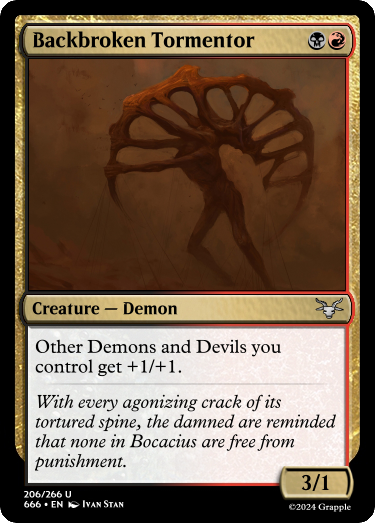 Backbroken Tormentor
Creature — Demon
Other Demons and Devils you
control get +1/+1.
With every agonizing crack of its
tortured spine, the damned are reminded
that none in Bocacius are free from
punishment.
3/1
206/266 U
666 • EN Ivan Stan
©2024 Grapple